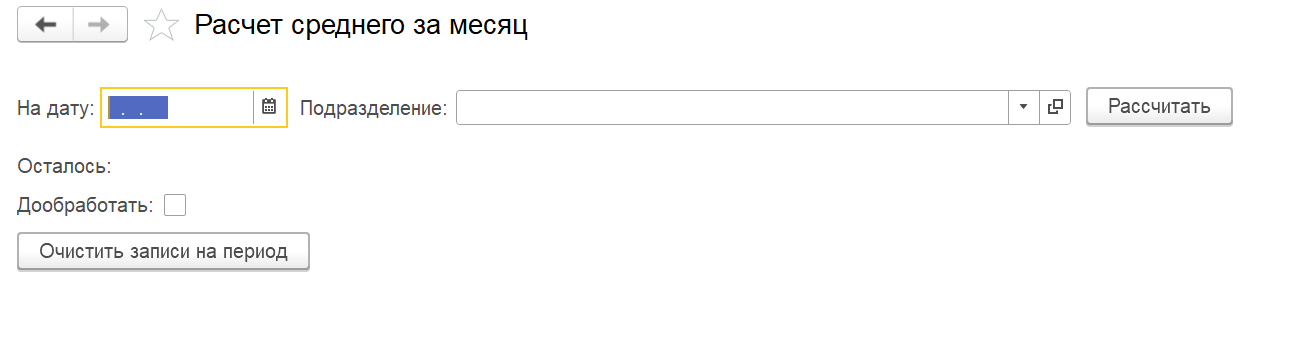 Расчет среднего за месяц
На дату: . . Подразделение: Рассчитать
Осталось:
Дообработать:
Очистить записи на период